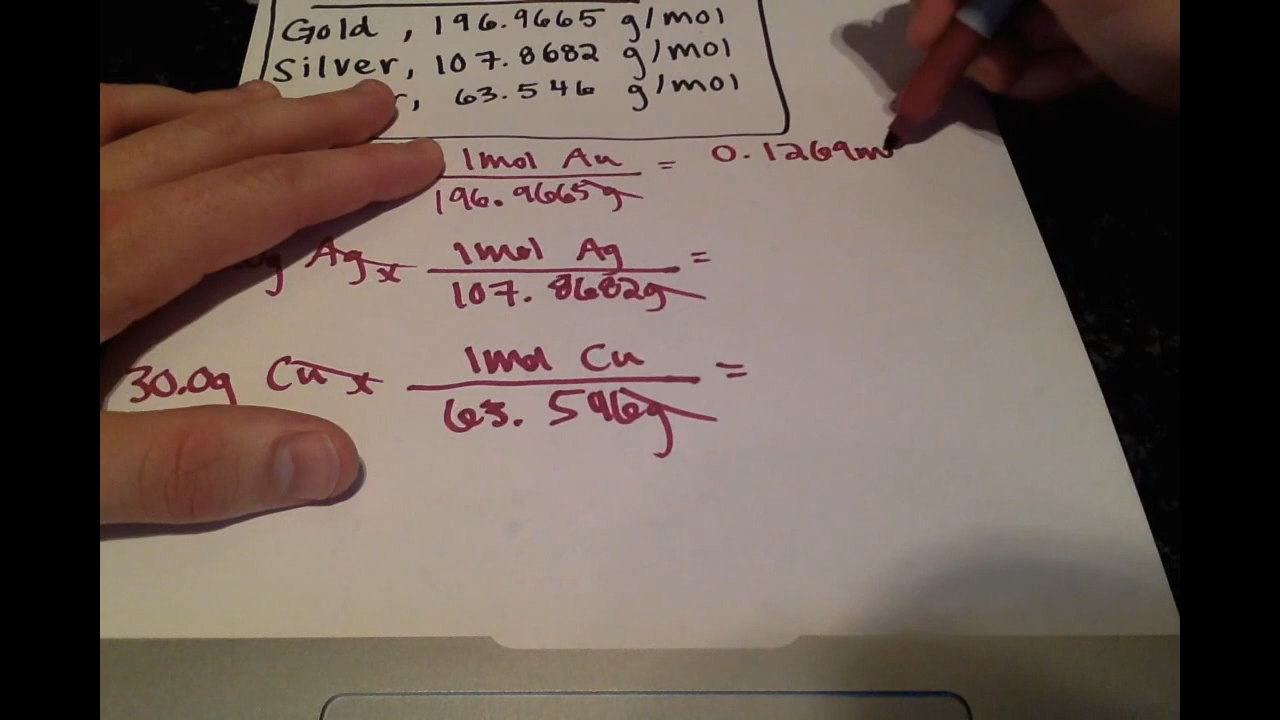 Gold , 196.9665 g/mol
Silver, 107.8682 g/mol
r, 63.546 g/mol
1mol Au = 0.1269m
196.9665g
g Ag x 1mol Ag =
107.8682g
30.0g Cu x 1mol Cu =
63.546g